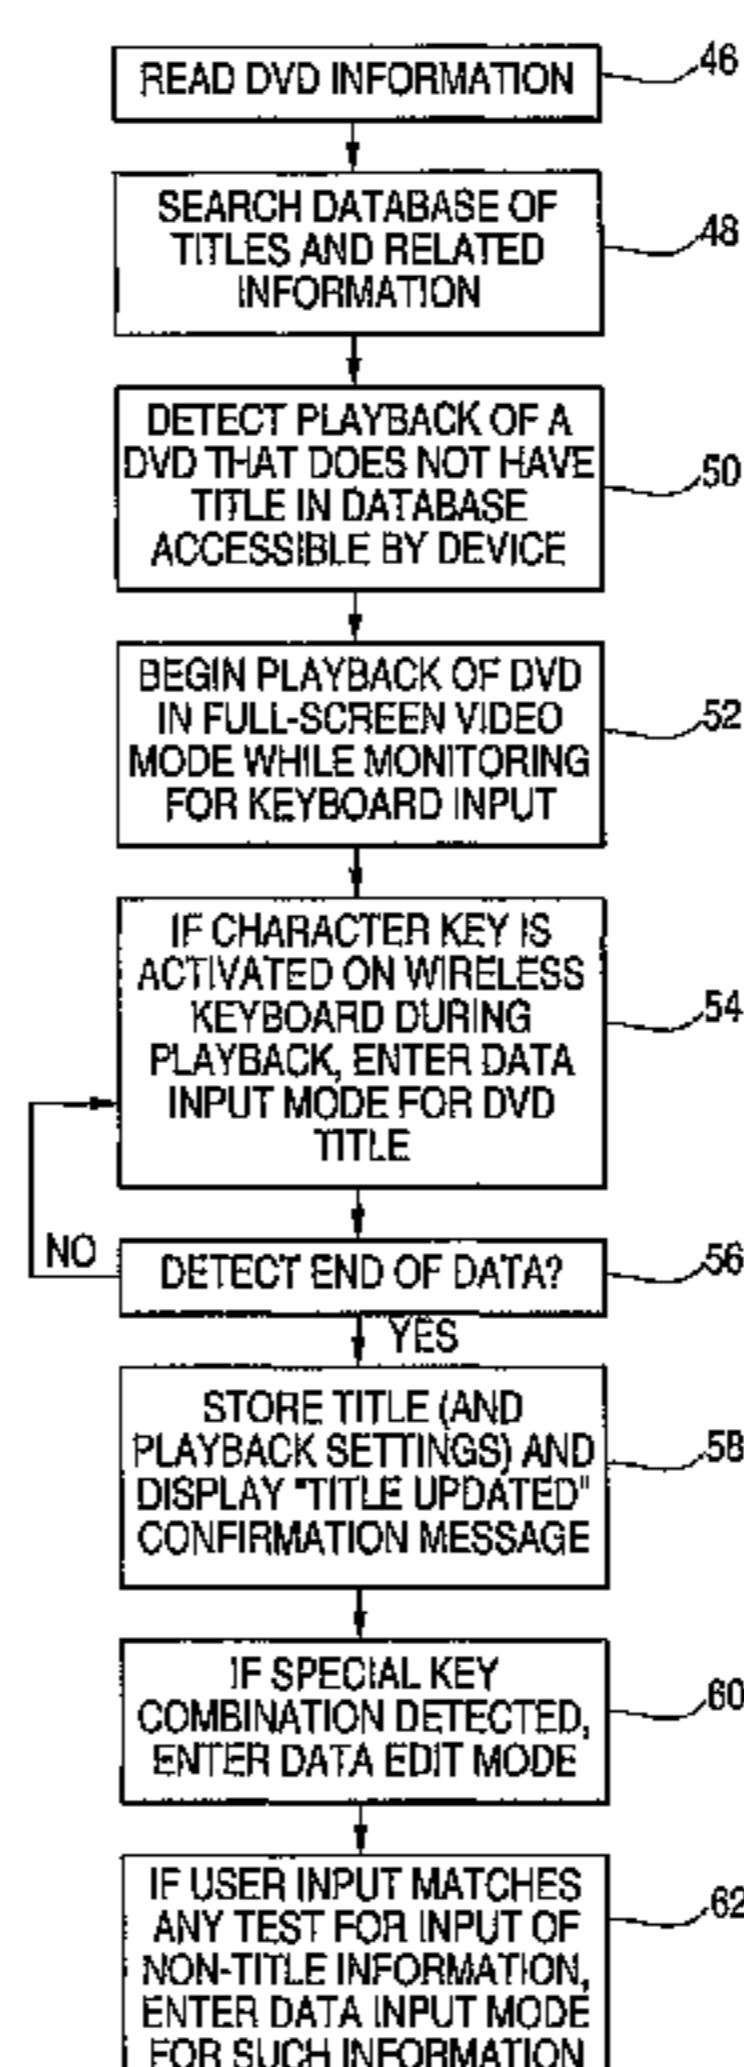 READ DVD INFORMATION
46
SEARCH DATABASE OF
TITLES AND RELATED
INFORMATION
48
DETECT PLAYBACK OF A
DVD THAT DOES NOT HAVE
TITLE IN DATABASE
ACCESSIBLE BY DEVICE
50
BEGIN PLAYBACK OF DVD
IN FULL-SCREEN VIDEO
MODE WHILE MONITORING
FOR KEYBOARD INPUT
52
IF CHARACTER KEY IS
ACTIVATED ON WIRELESS
KEYBOARD DURING
PLAYBACK, ENTER DATA
INPUT MODE FOR DVD
TITLE
54
NO
DETECT END OF DATA?
56
YES
STORE TITLE (AND
PLAYBACK SETTINGS) AND
DISPLAY "TITLE UPDATED"
CONFIRMATION MESSAGE
58
IF SPECIAL KEY
COMBINATION DETECTED,
ENTER DATA EDIT MODE
60
IF USER INPUT MATCHES
ANY TEST FOR INPUT OF
NON-TITLE INFORMATION,
ENTER DATA INPUT MODE
FOR SUCH INFORMATION
62